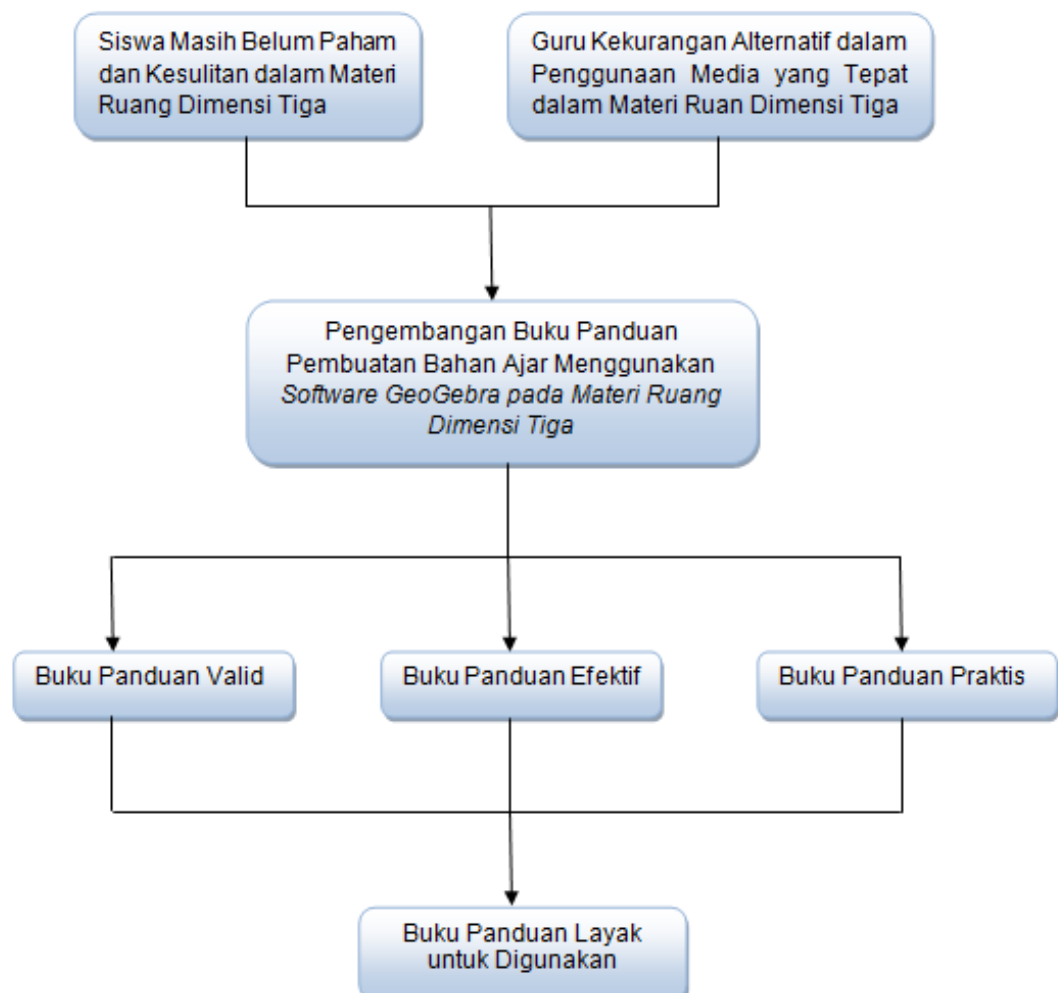 Siswa Masih Belum Paham
dan Kesulitan dalam Materi
Ruang Dimensi Tiga
Guru Kekurangan Alternatif dalam
Penggunaan Media yang Tepat
dalam Materi Ruan Dimensi Tiga
Pengembangan Buku Panduan
Pembuatan Bahan Ajar Menggunakan
Software GeoGebra pada Materi Ruang
Dimensi Tiga
Buku Panduan Valid
Buku Panduan Efektif
Buku Panduan Praktis
Buku Panduan Layak
untuk Digunakan